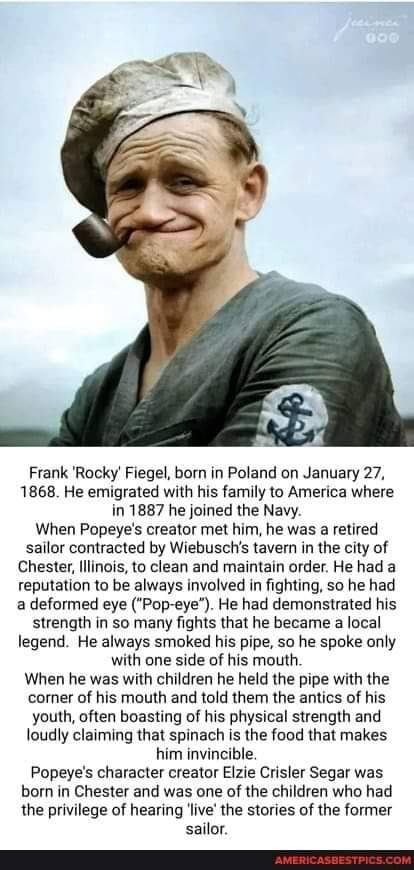 jecinci
Frank 'Rocky' Fiegel, born in Poland on January 27,
1868. He emigrated with his family to America where
in 1887 he joined the Navy.
When Popeye's creator met him, he was a retired
sailor contracted by Wiebusch's tavern in the city of
Chester, Illinois, to clean and maintain order. He had a
reputation to be always involved in fighting, so he had
a deformed eye ("Pop-eye"). He had demonstrated his
strength in so many fights that he became a local
legend. He always smoked his pipe, so he spoke only
with one side of his mouth.
When he was with children he held the pipe with the
corner of his mouth and told them the antics of his
youth, often boasting of his physical strength and
loudly claiming that spinach is the food that makes
him invincible.
Popeye's character creator Elzie Crisler Segar was
born in Chester and was one of the children who had
the privilege of hearing 'live' the stories of the former
sailor.
AMERICASBESTPICS.COM